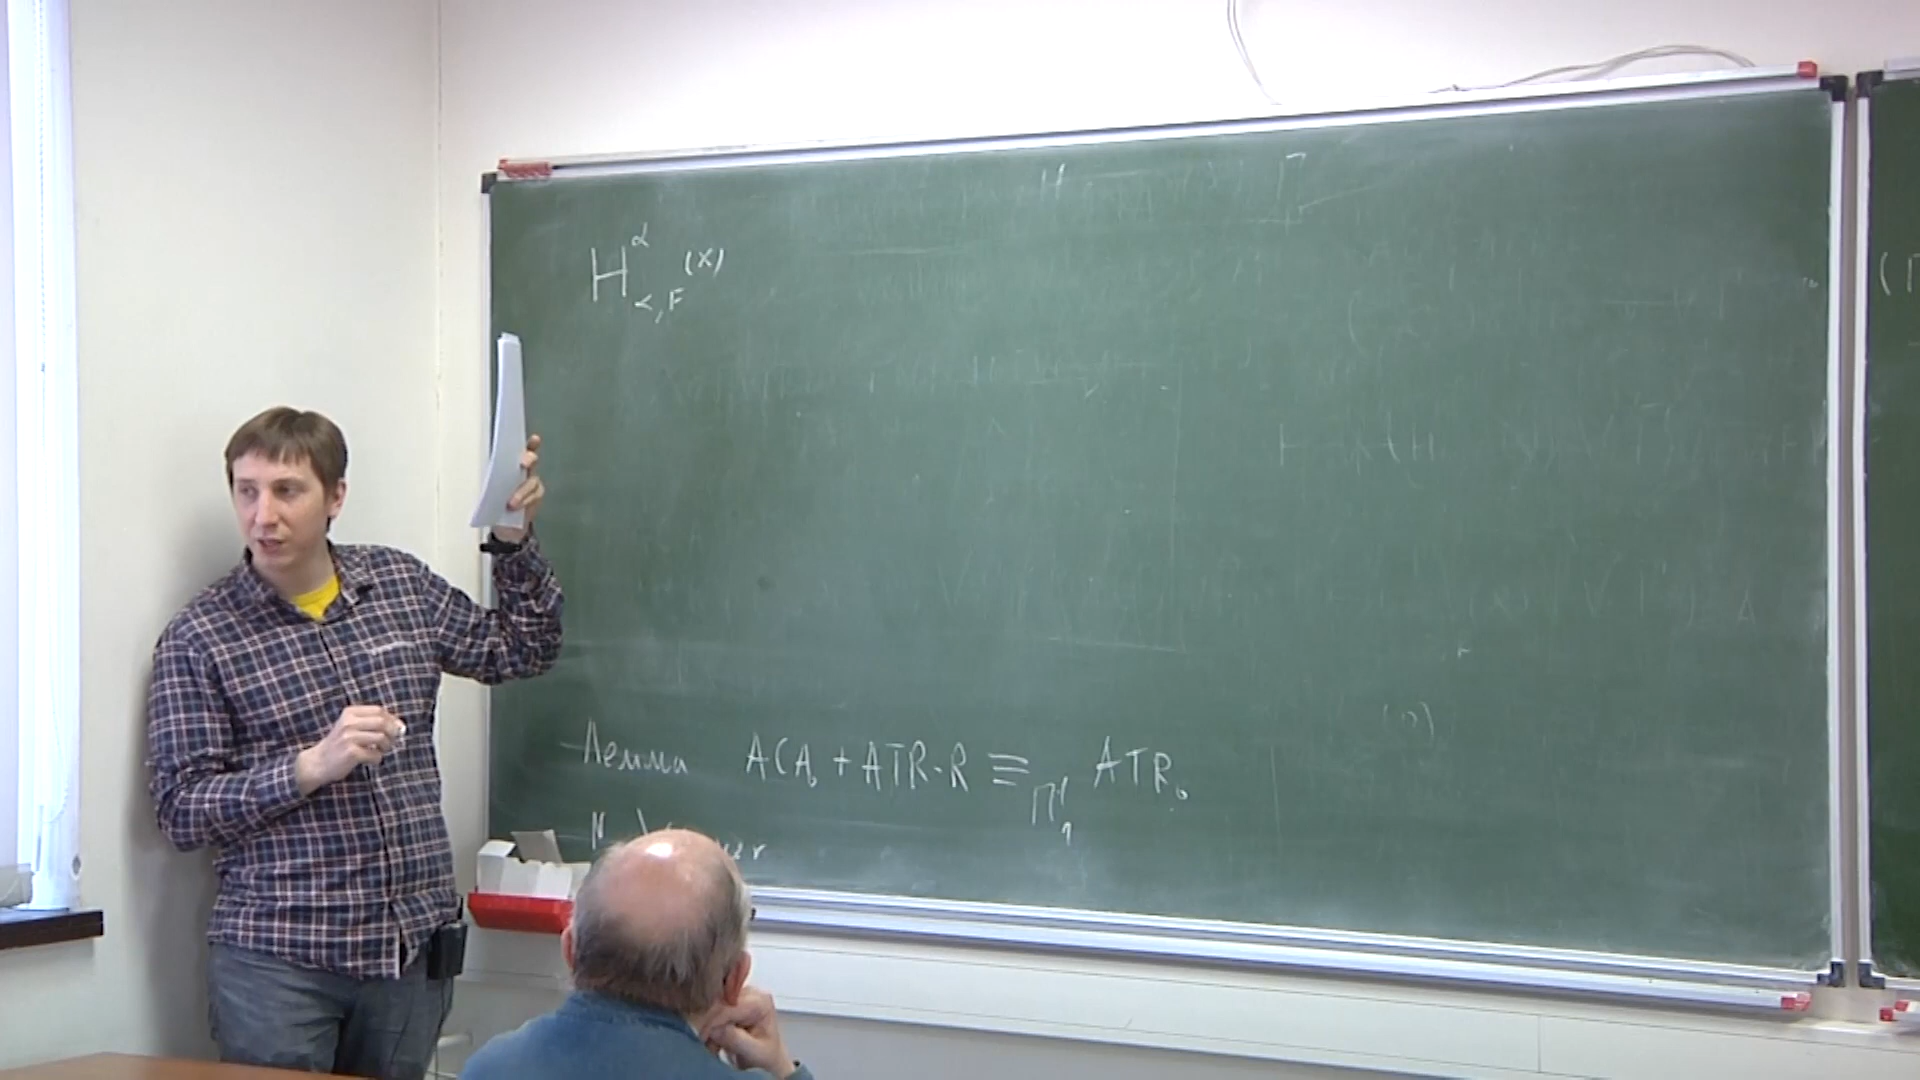 H^α_{<,F}(X)
Лемма ACA₀ + ATR-R ≡_{Π¹₁} ATR₀